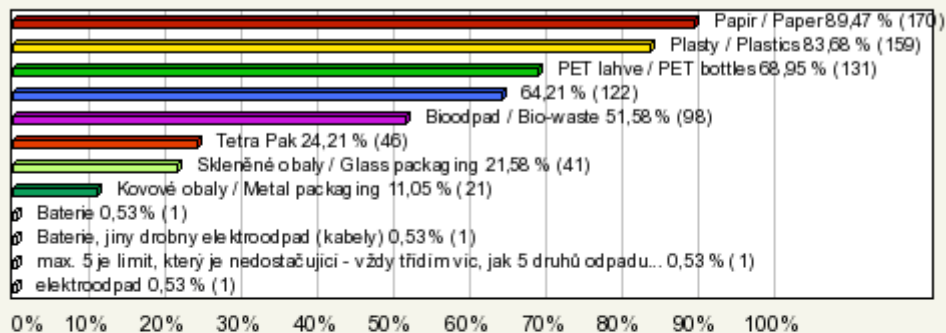 Papír / Paper 89,47 % (170)
Plasty / Plastics 83,68 % (159)
PET lahve / PET bottles 68,95 % (131)
64,21 % (122)
Bioodpad / Bio-waste 51,58 % (98)
Tetra Pak 24,21 % (46)
Skleněné obaly / Glass packaging 21,58 % (41)
Kovové obaly / Metal packaging 11,05 % (21)
Baterie 0,53 % (1)
Baterie, jiny drobny elektroodpad (kabely) 0,53 % (1)
max. 5 je limit, který je nedostačující - vždy třídím víc, jak 5 druhů odpadu... 0,53 % (1)
elektroodpad 0,53 % (1)
0% 10% 20% 30% 40% 50% 60% 70% 80% 90% 100%